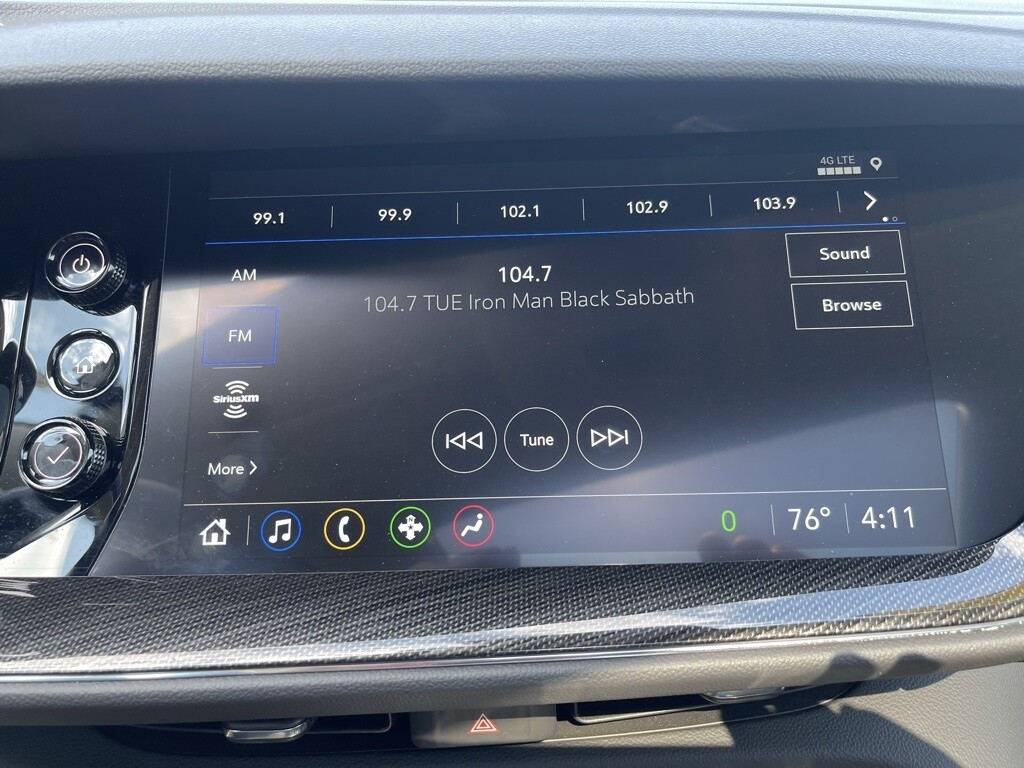 4G LTE
99.1 99.9 102.1 102.9 103.9
AM
104.7
Sound
104.7 TUE Iron Man Black Sabbath
Browse
FM
SiriusXM
Tune
More
0 76° 4:11